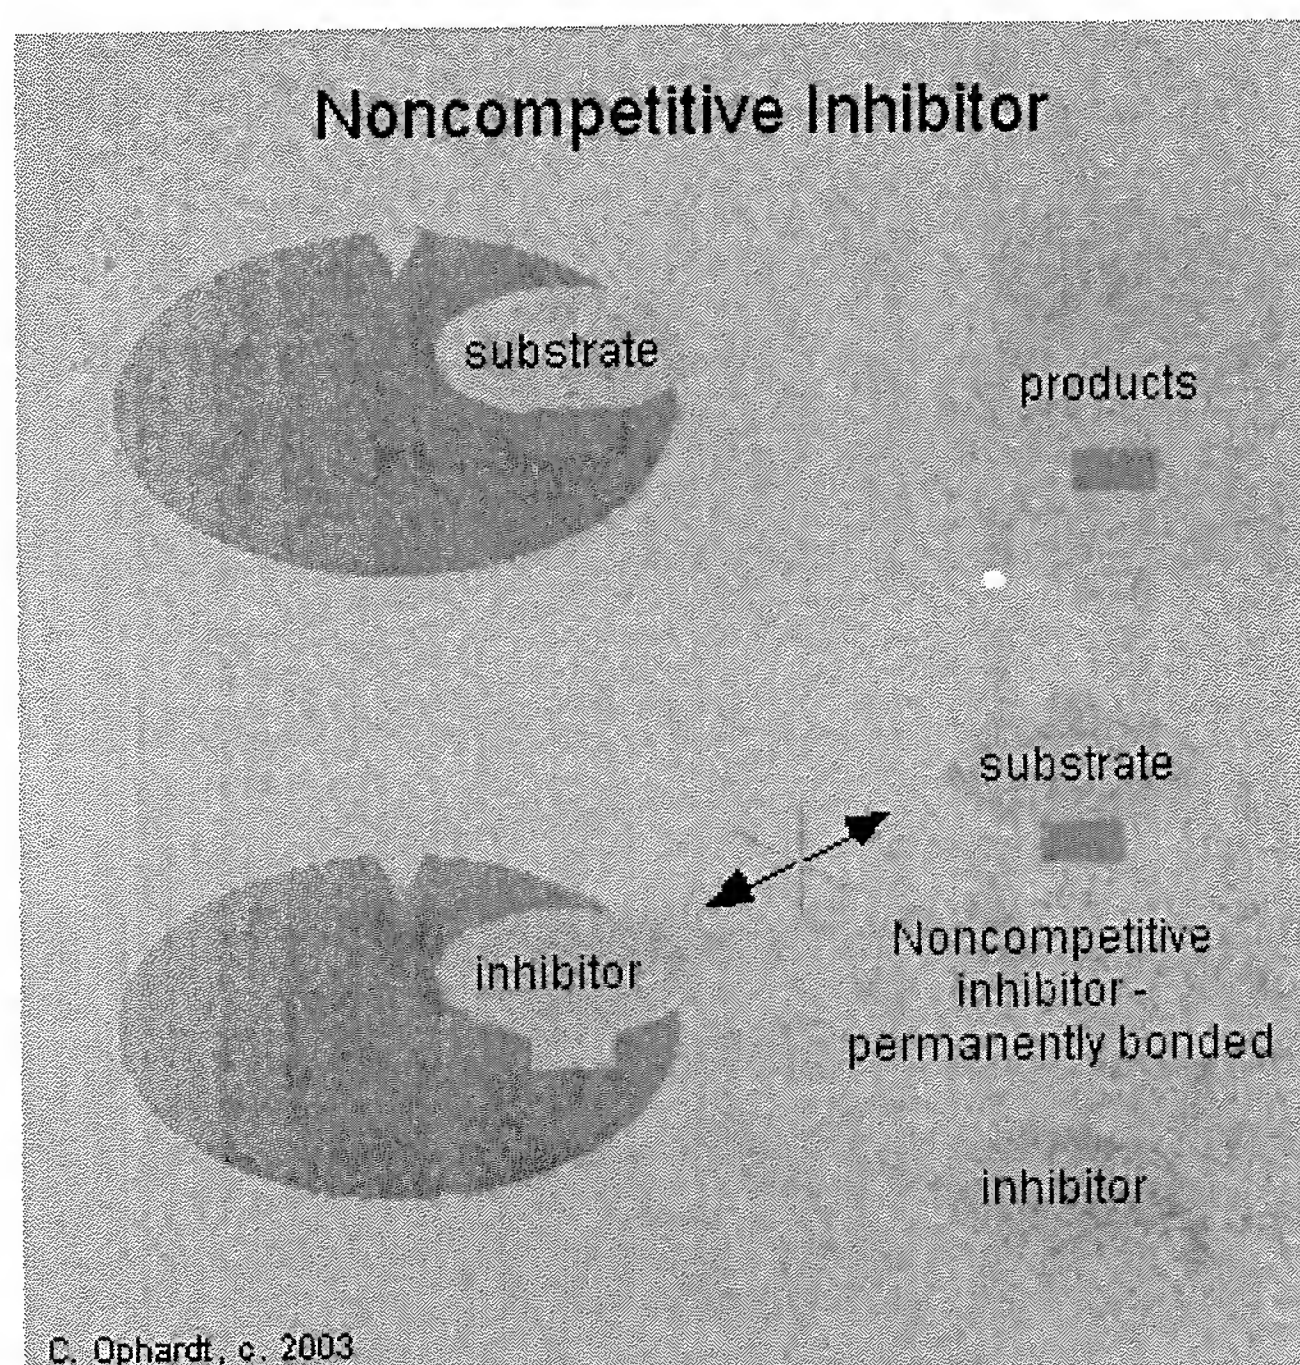 Noncompetitive Inhibitor
substrate
products
substrate
inhibitor
Noncompetitive
inhibitor -
permanently bonded
inhibitor
C. Ophardt, c. 2003